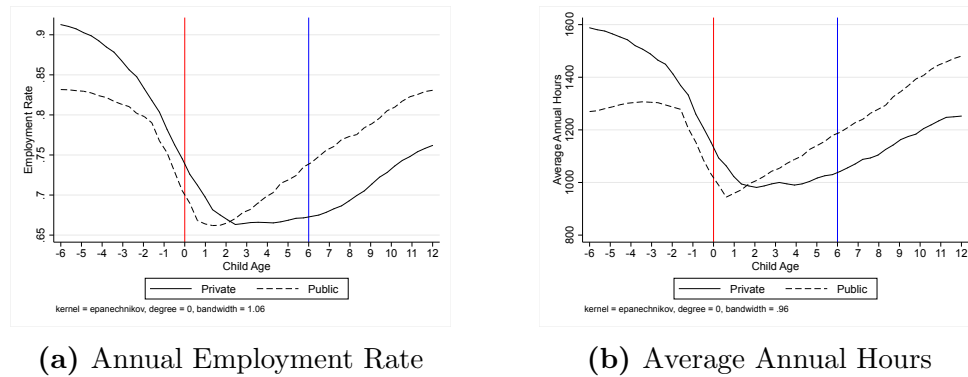 Employment Rate
.9
.85
.8
.75
.7
.65
-6 -5 -4 -3 -2 -1 0 1 2 3 4 5 6 7 8 9 10 11 12
Child Age
Private Public
kernel = epanechnikov, degree = 0, bandwidth = 1.06
(a) Annual Employment Rate
Average Annual Hours
1600
1400
1200
1000
800
-6 -5 -4 -3 -2 -1 0 1 2 3 4 5 6 7 8 9 10 11 12
Child Age
Private Public
kernel = epanechnikov, degree = 0, bandwidth = .96
(b) Average Annual Hours